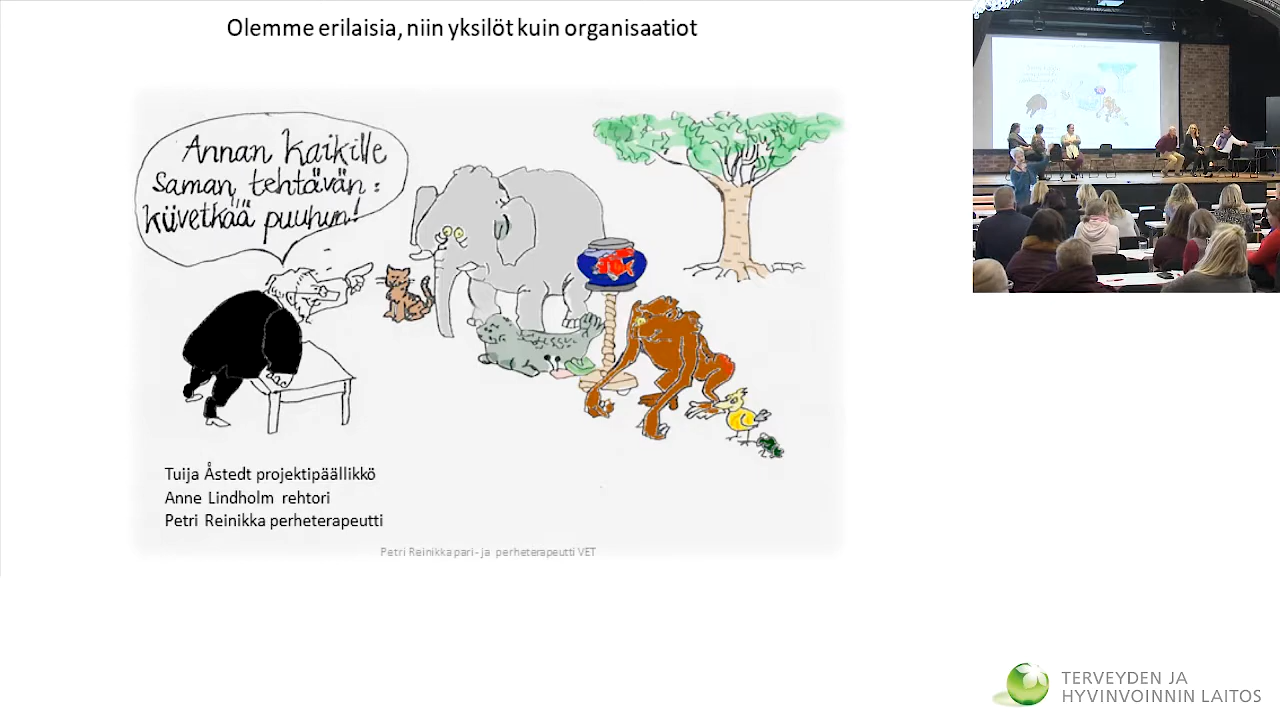 Olemme erilaisia, niin yksilöt kuin organisaatiot
Annan kaikille
saman tehtävän:
küvetkää puuhun!
Tuija Åstedt projektipäällikkö
Anne Lindholm rehtori
Petri Reinikka perheterapeutti
Petri Reinikka pari- ja perheterapeutti VET
TERVEYDEN JA
HYVINVOINNIN LAITOS